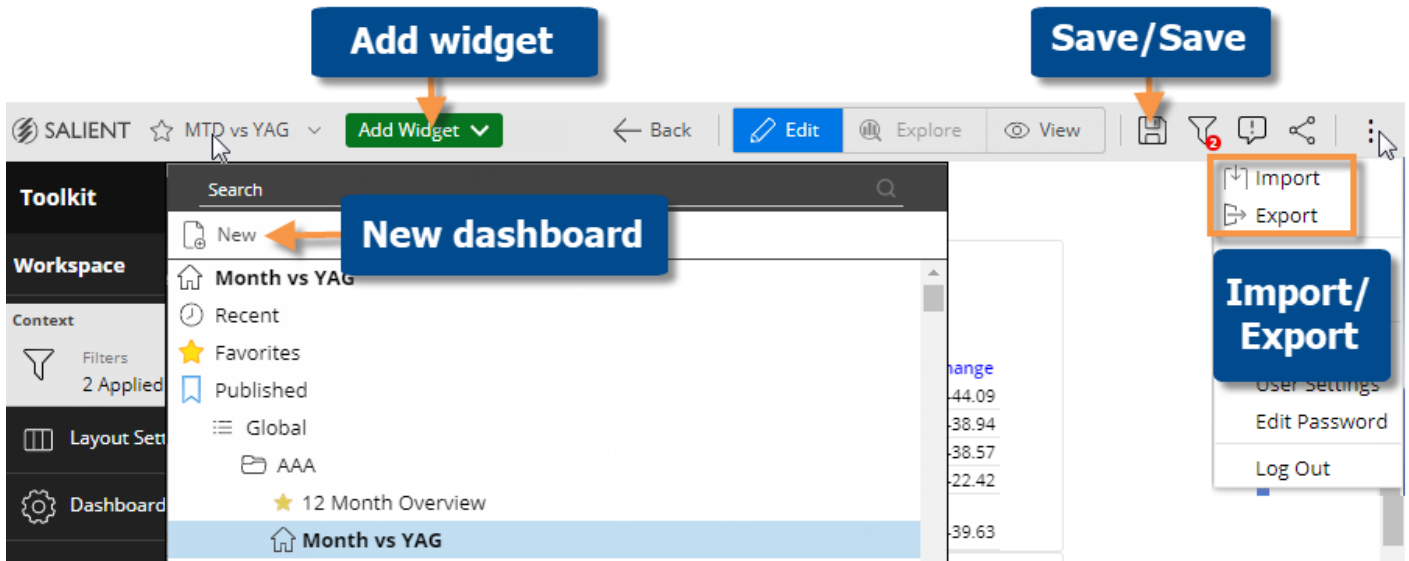 Add widget
Save/Save
SALIENT MTD vs YAG Add Widget Back Edit Explore View 2
Toolkit
Search
Import
New
New dashboard
Export
Workspace
Month vs YAG
Import/
Export
Context
Recent
Filters
Favorites
2 Applied
Published
hange
-44.09
User Settings
Global
-38.94
Edit Password
Layout Sett
AAA
-38.57
-22.42
Log Out
Dashboard
12 Month Overview
Month vs YAG
-39.63